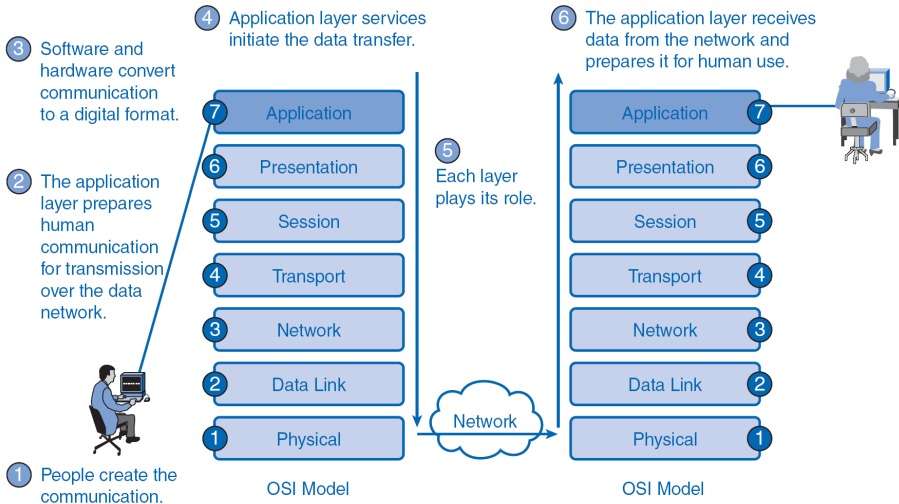 4 Application layer services
initiate the data transfer.
6 The application layer receives
data from the network and
prepares it for human use.
3 Software and
hardware convert
communication
to a digital format.
2 The application
layer prepares
human
communication
for transmission
over the data
network.
1 People create the
communication.
7 Application
6 Presentation
5 Session
4 Transport
3 Network
2 Data Link
1 Physical
OSI Model
5
Each layer
plays its role.
Network
Application 7
Presentation 6
Session 5
Transport 4
Network 3
Data Link 2
Physical 1
OSI Model